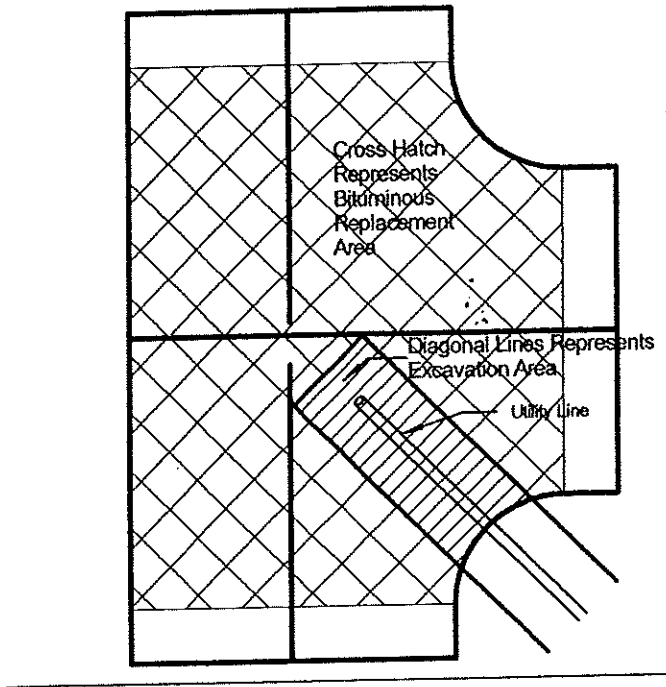 Cross Hatch
Represents
Bituminous
Replacement
Area
Diagonal Lines Represents
Excavation Area
Utility Line